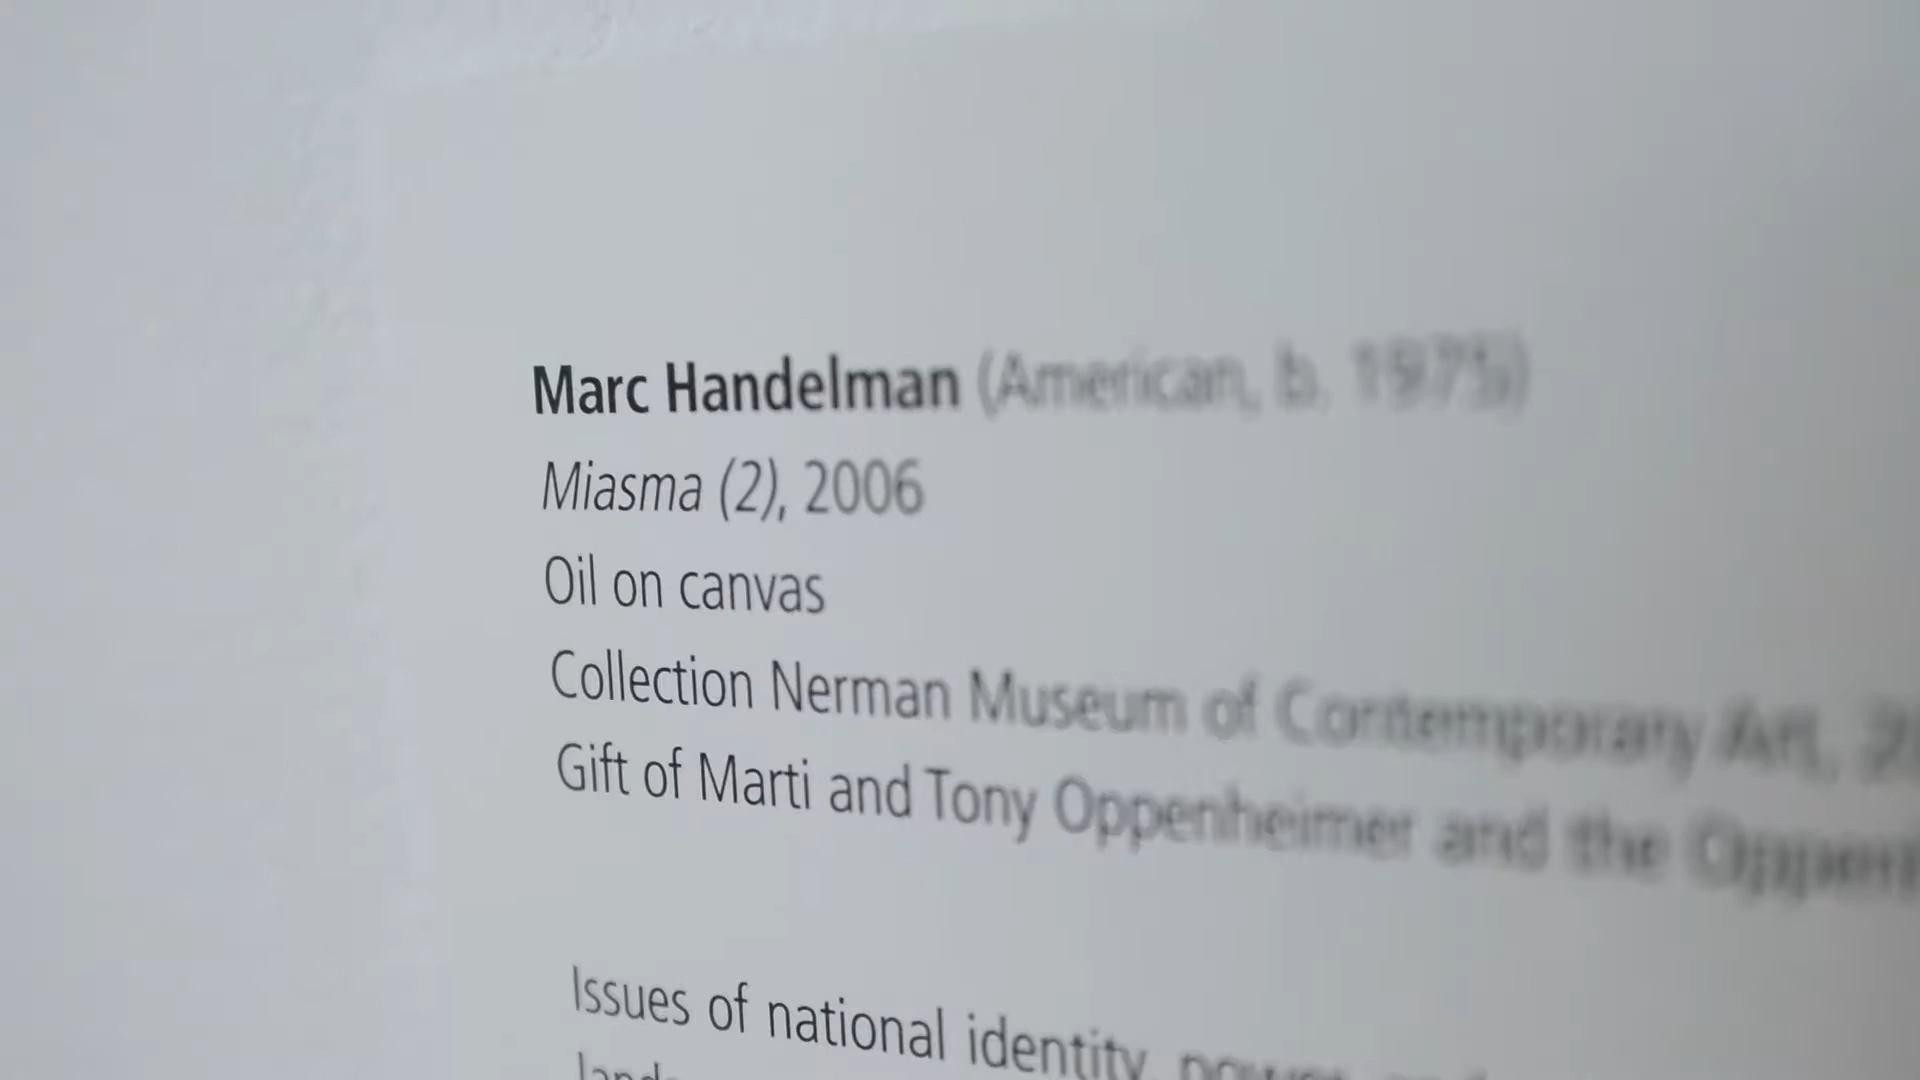 Marc Handelman (American, b. 1975)
Miasma (2), 2006
Oil on canvas
Collection Nerman Museum of Contemporary Art,
Gift of Marti and Tony Oppenheimer and the
Issues of national identity, power,